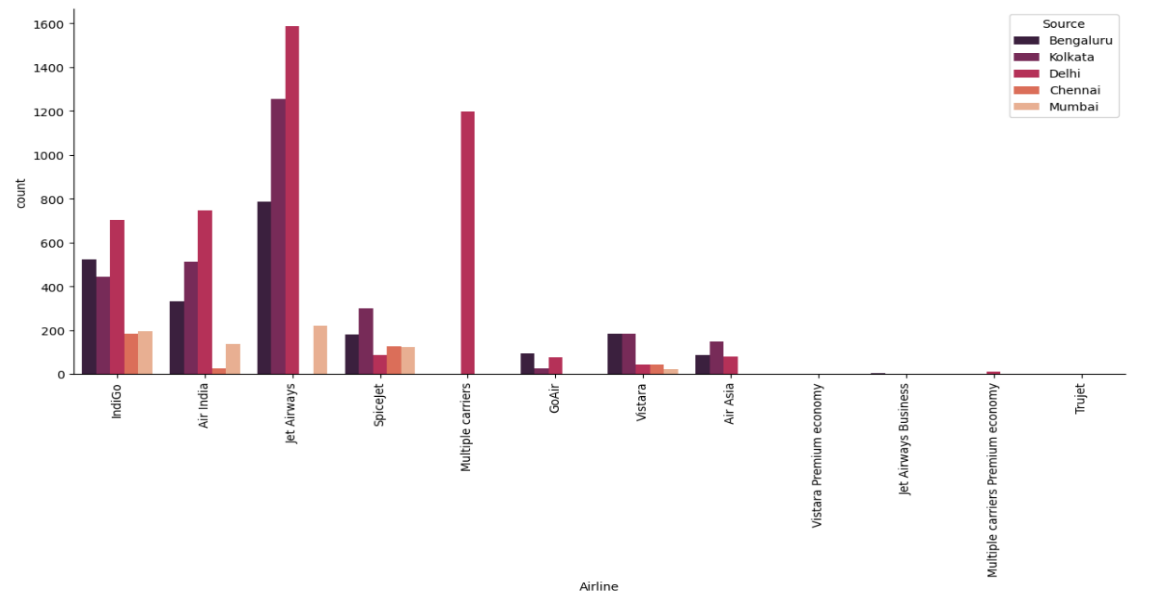 1600
1400
1200
1000
800
600
400
200
0
count
Source
Bengaluru
Kolkata
Delhi
Chennai
Mumbai
IndiGo
Air India
Jet Airways
SpiceJet
Multiple carriers
GoAir
Vistara
Air Asia
Vistara Premium economy
Jet Airways Business
Multiple carriers Premium economy
Trujet
Airline